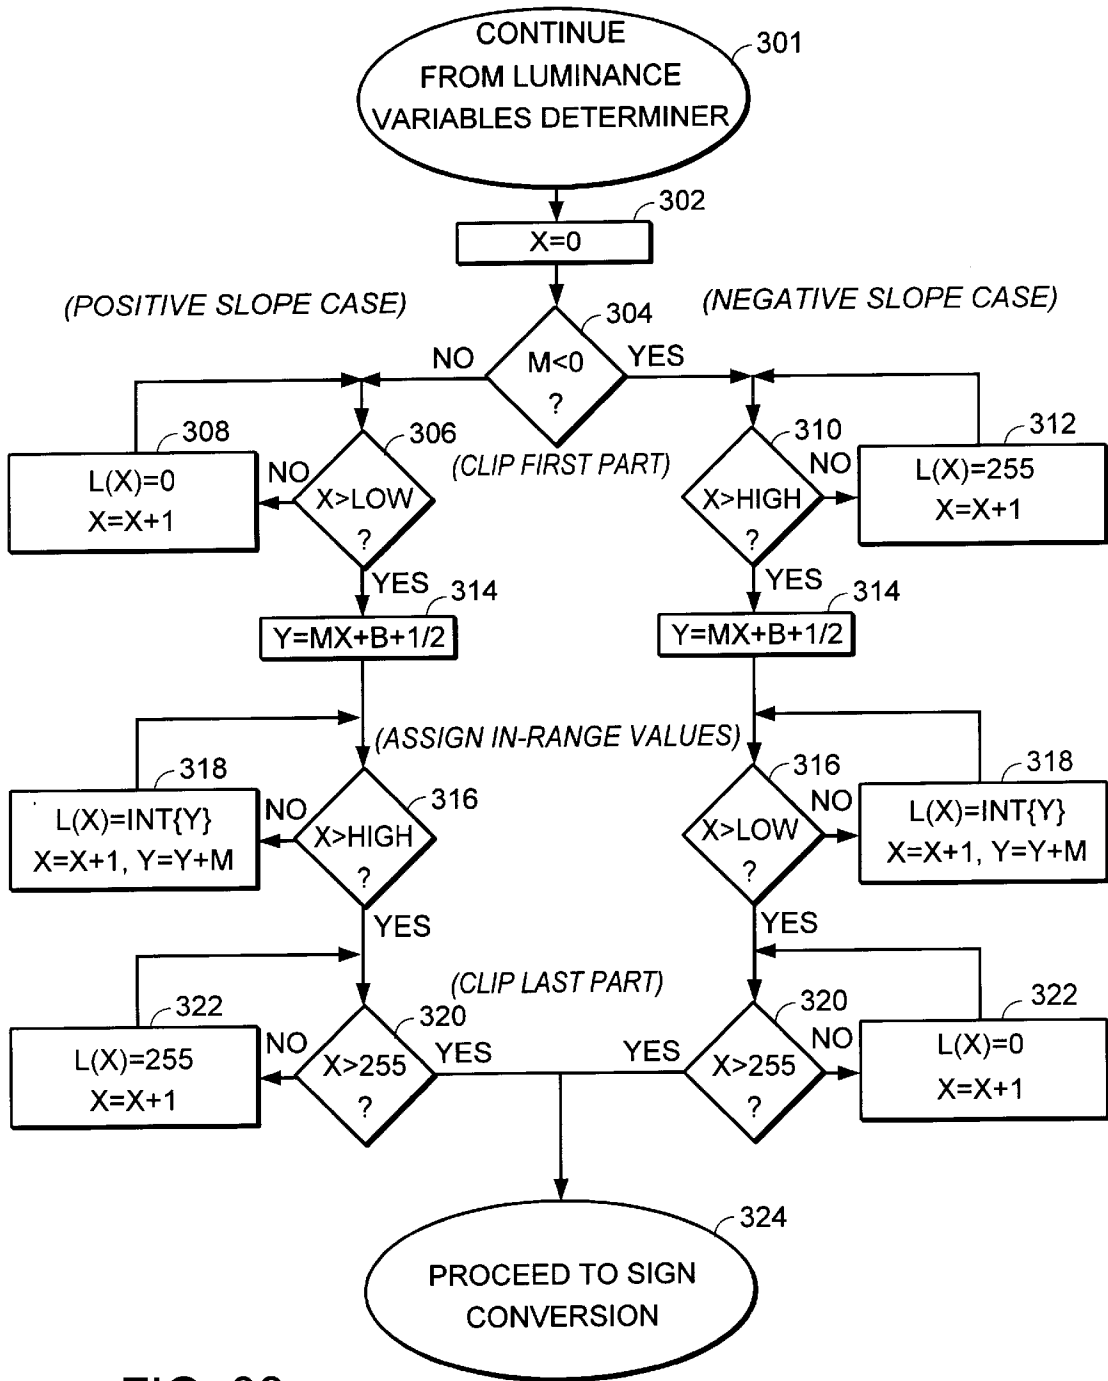 CONTINUE
FROM LUMINANCE
VARIABLES DETERMINER
301
302
X=0
(POSITIVE SLOPE CASE)
(NEGATIVE SLOPE CASE)
304
NO
M<0
?
YES
308
L(X)=0
X=X+1
NO
306
X>LOW
?
(CLIP FIRST PART)
310
X>HIGH
?
NO
312
L(X)=255
X=X+1
YES
YES
314
Y=MX+B+1/2
314
Y=MX+B+1/2
(ASSIGN IN-RANGE VALUES)
318
L(X)=INT{Y}
X=X+1, Y=Y+M
NO
316
X>HIGH
?
316
X>LOW
?
NO
318
L(X)=INT{Y}
X=X+1, Y=Y+M
YES
YES
(CLIP LAST PART)
322
L(X)=255
X=X+1
NO
320
X>255
?
YES
YES
320
X>255
?
NO
322
L(X)=0
X=X+1
324
PROCEED TO SIGN
CONVERSION